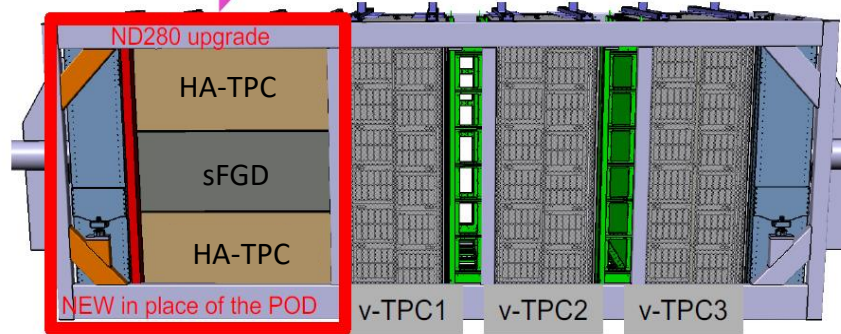 ND280 upgrade
HA-TPC
sFGD
HA-TPC
NEW in place of the POD
v-TPC1
v-TPC2
v-TPC3